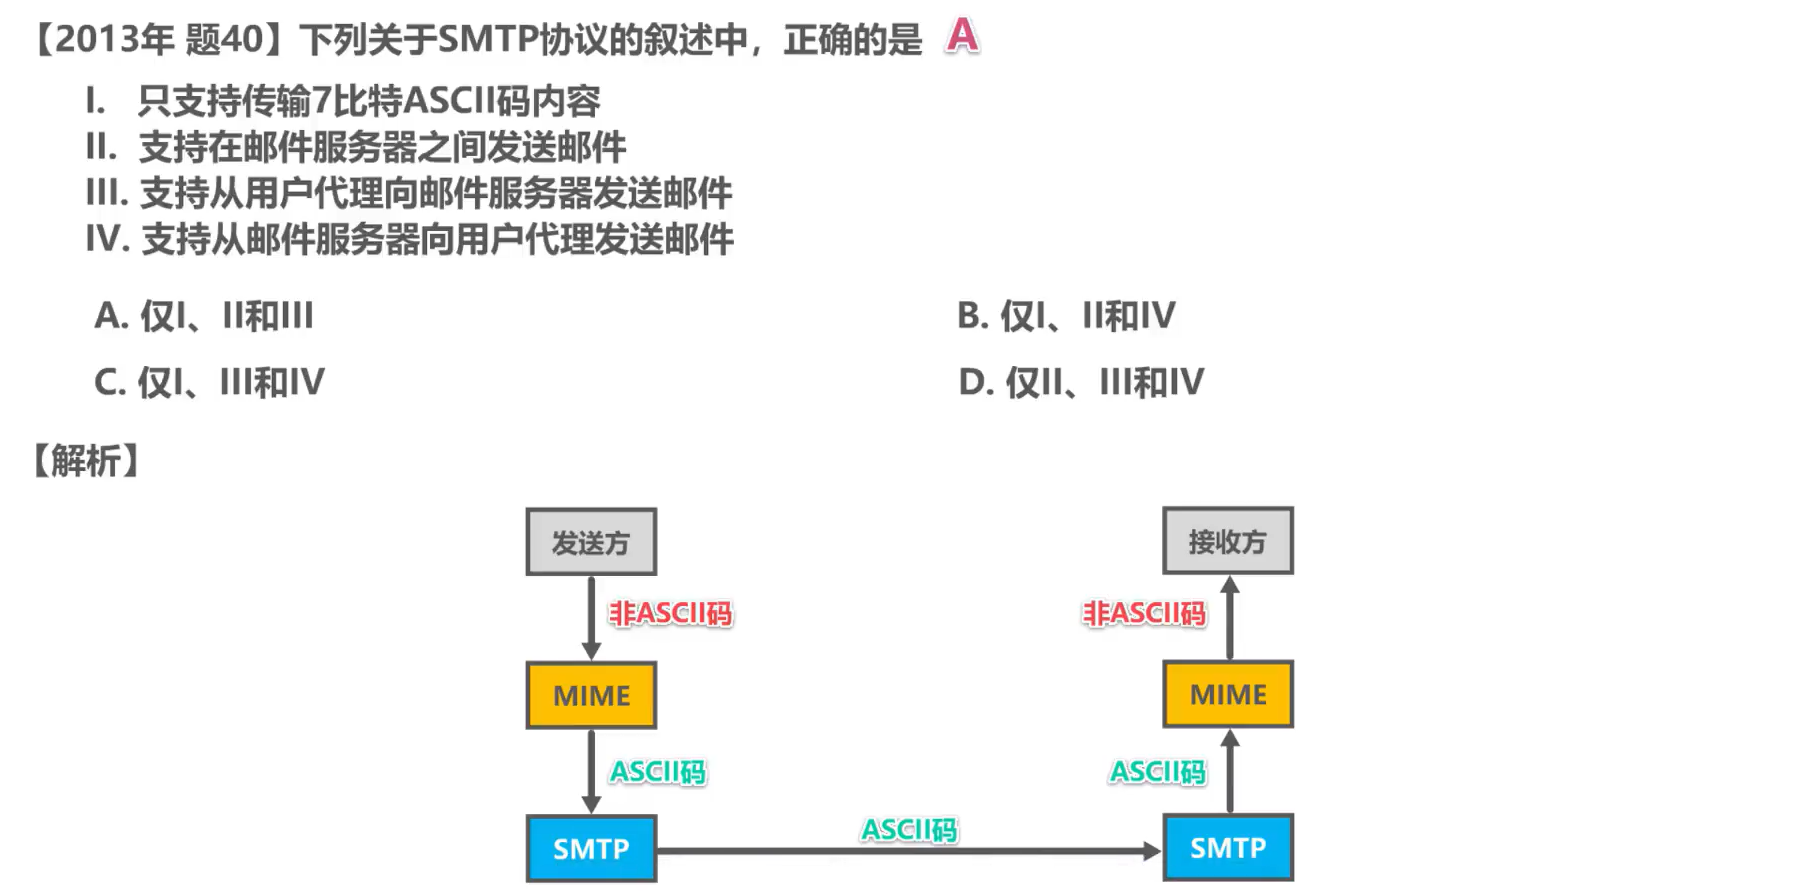 【2013年 题40】下列关于SMTP协议的叙述中，正确的是 A
I. 只支持传输7比特ASCII码内容
II. 支持在邮件服务器之间发送邮件
III. 支持从用户代理向邮件服务器发送邮件
IV. 支持从邮件服务器向用户代理发送邮件
A. 仅I、II和III
B. 仅I、II和IV
C. 仅I、III和IV
D. 仅II、III和IV
【解析】
发送方
接收方
非ASCII码
非ASCII码
MIME
MIME
ASCII码
ASCII码
ASCII码
SMTP
SMTP